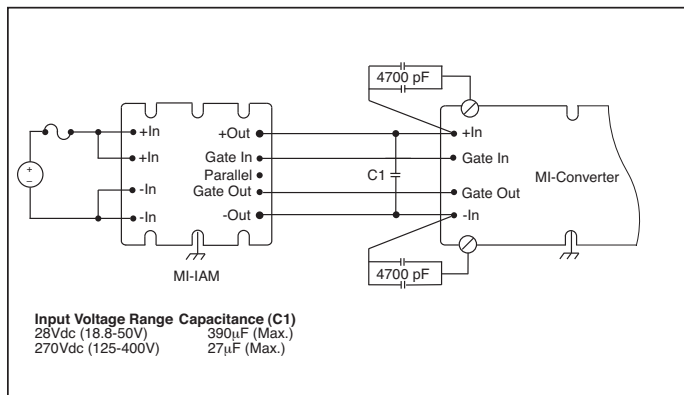 4700 pF
+In
+Out
+In
+In
Gate In
Gate In
Parallel
C1
MI-Converter
-In
Gate Out
Gate Out
-In
-Out
-In
MI-IAM
4700 pF
+
–
Input Voltage Range Capacitance (C1)
28Vdc (18.8-50V) 390µF (Max.)
270Vdc (125-400V) 27µF (Max.)